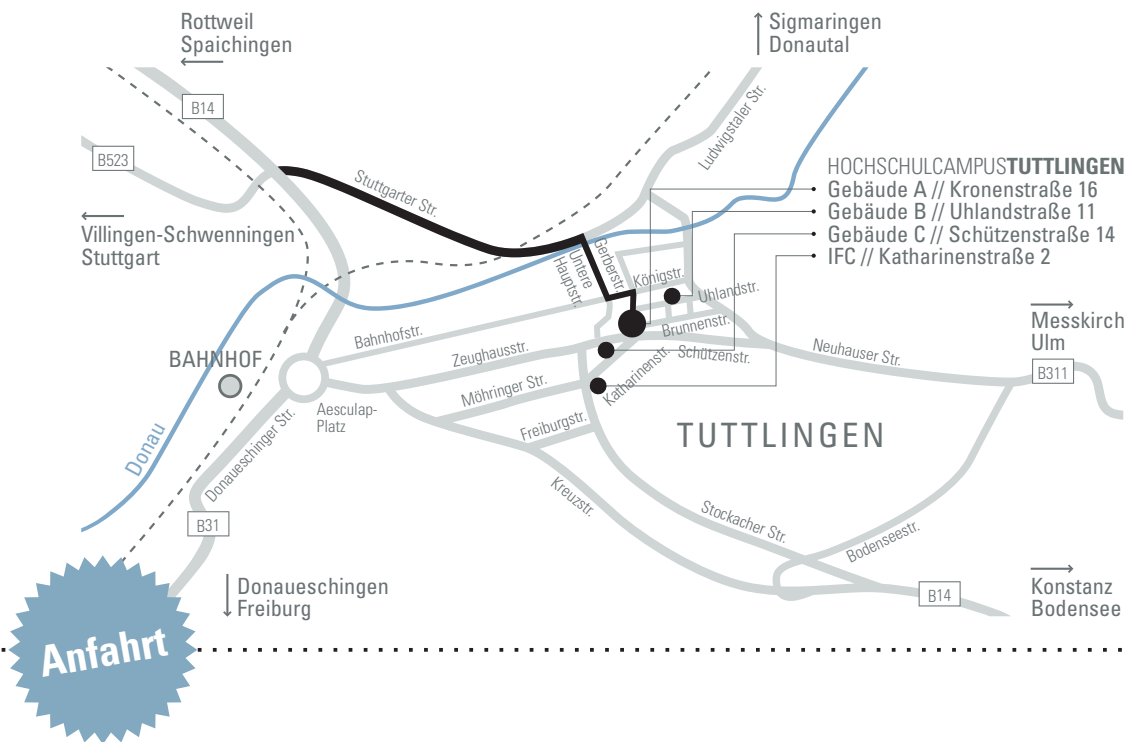 Rottweil
Spaichingen
Sigmaringen
Donautal
B14
Ludwigstaler Str.
B523
HOCHSCHULCAMPUSTUTTLINGEN
Gebäude A // Kronenstraße 16
Gebäude B // Uhlandstraße 11
Gebäude C // Schützenstraße 14
IFC // Katharinenstraße 2
Stuttgarter Str.
Villingen-Schwenningen
Stuttgart
Gerberstr.
Untere
Hauptstr.
Königstr.
Uhlandstr.
Brunnenstr.
Bahnhofstr.
Zeughausstr.
Schützenstr.
Neuhauser Str.
Messkirch
Ulm
B311
BAHNHOF
Möhringer Str.
Katharinenstr.
Aesculap-
Platz
Freiburgstr.
TUTTLINGEN
Donau
Donaueschinger Str.
Kreuzstr.
Stockacher Str.
Bodenseestr.
B31
Donaueschingen
Freiburg
B14
Konstanz
Bodensee
Anfahrt